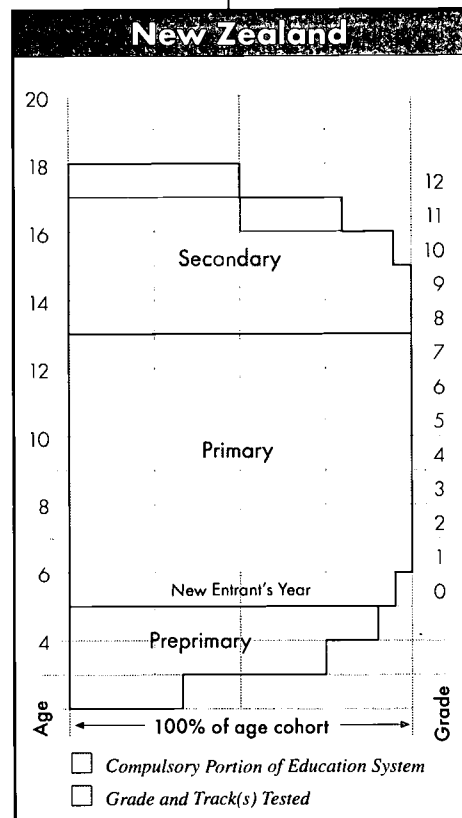 New Zealand
20
18
12
11
16
10
Secondary
9
14
8
7
12
6
5
10
Primary
4
3
8
2
1
6
New Entrant's Year
0
Preprimary
4
Age
100% of age cohort
Grade
Compulsory Portion of Education System
Grade and Track(s) Tested